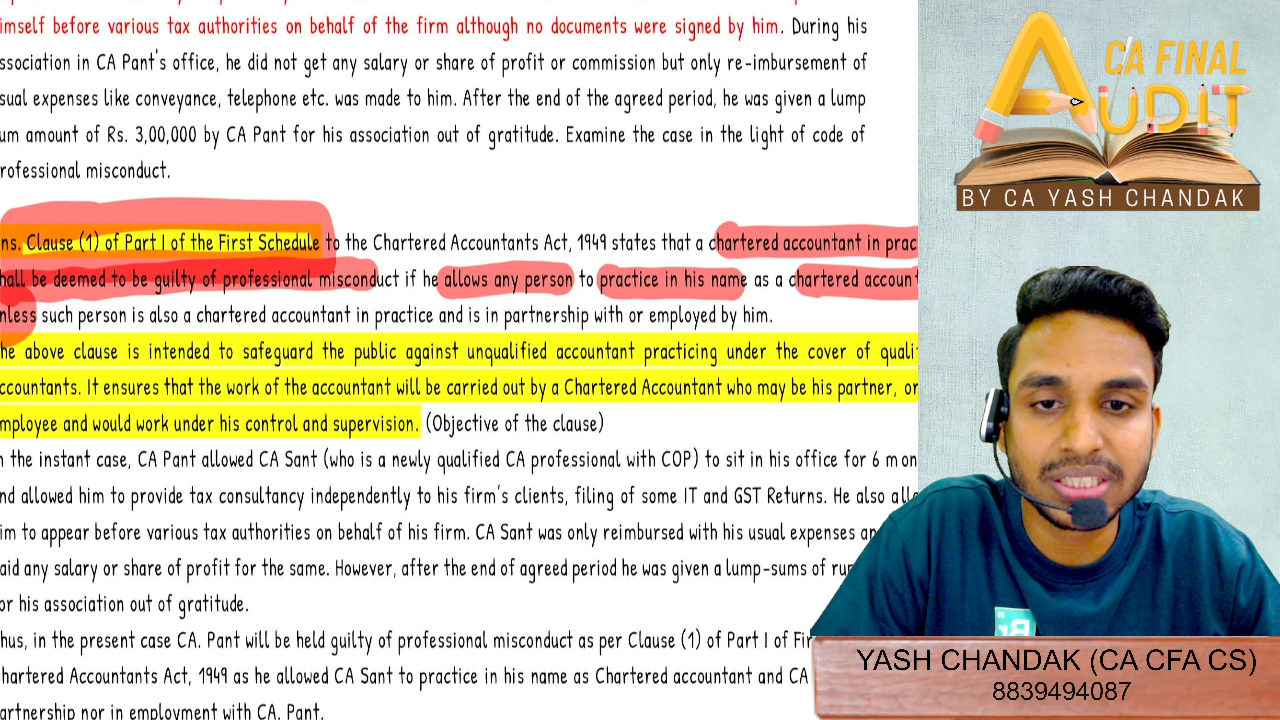 imself before various tax authorities on behalf of the firm although no documents were signed by him. During his
ssociation in CA Pant's office, he did not get any salary or share of profit or commission but only re-imbursement of
sual expenses like conveyance, telephone etc. was made to him. After the end of the agreed period, he was given a lump
um amount of Rs. 3,00,000 by CA Pant for his association out of gratitude. Examine the case in the light of code of
rofessional misconduct.
ns. Clause (1) of Part I of the First Schedule to the Chartered Accountants Act, 1949 states that a chartered accountant in prac
hall be deemed to be guilty of professional misconduct if he allows any person to practice in his name as a chartered accoun
nless such person is also a chartered accountant in practice and is in partnership with or employed by him.
he above clause is intended to safeguard the public against unqualified accountant practicing under the cover of quali
ccountants. It ensures that the work of the accountant will be carried out by a Chartered Accountant who may be his partner, or
mployee and would work under his control and supervision. (Objective of the clause)
n the instant case, CA Pant allowed CA Sant (who is a newly qualified CA professional with COP) to sit in his office for 6 mon
nd allowed him to provide tax consultancy independently to his firm's clients, filing of some IT and GST Returns. He also all
im to appear before various tax authorities on behalf of his firm. CA Sant was only reimbursed with his usual expenses an
aid any salary or share of profit for the same. However, after the end of agreed period he was given a lump-sums of ru
or his association out of gratitude.
hus, in the present case CA. Pant will be held guilty of professional misconduct as per Clause (1) of Part I of Fir
hartered Accountants Act, 1949 as he allowed CA Sant to practice in his name as Chartered accountant and CA
artnership nor in employment with CA. Pant.
CA FINAL
AUDIT
BY CA YASH CHANDAK
YASH CHANDAK (CA CFA CS)
8839494087